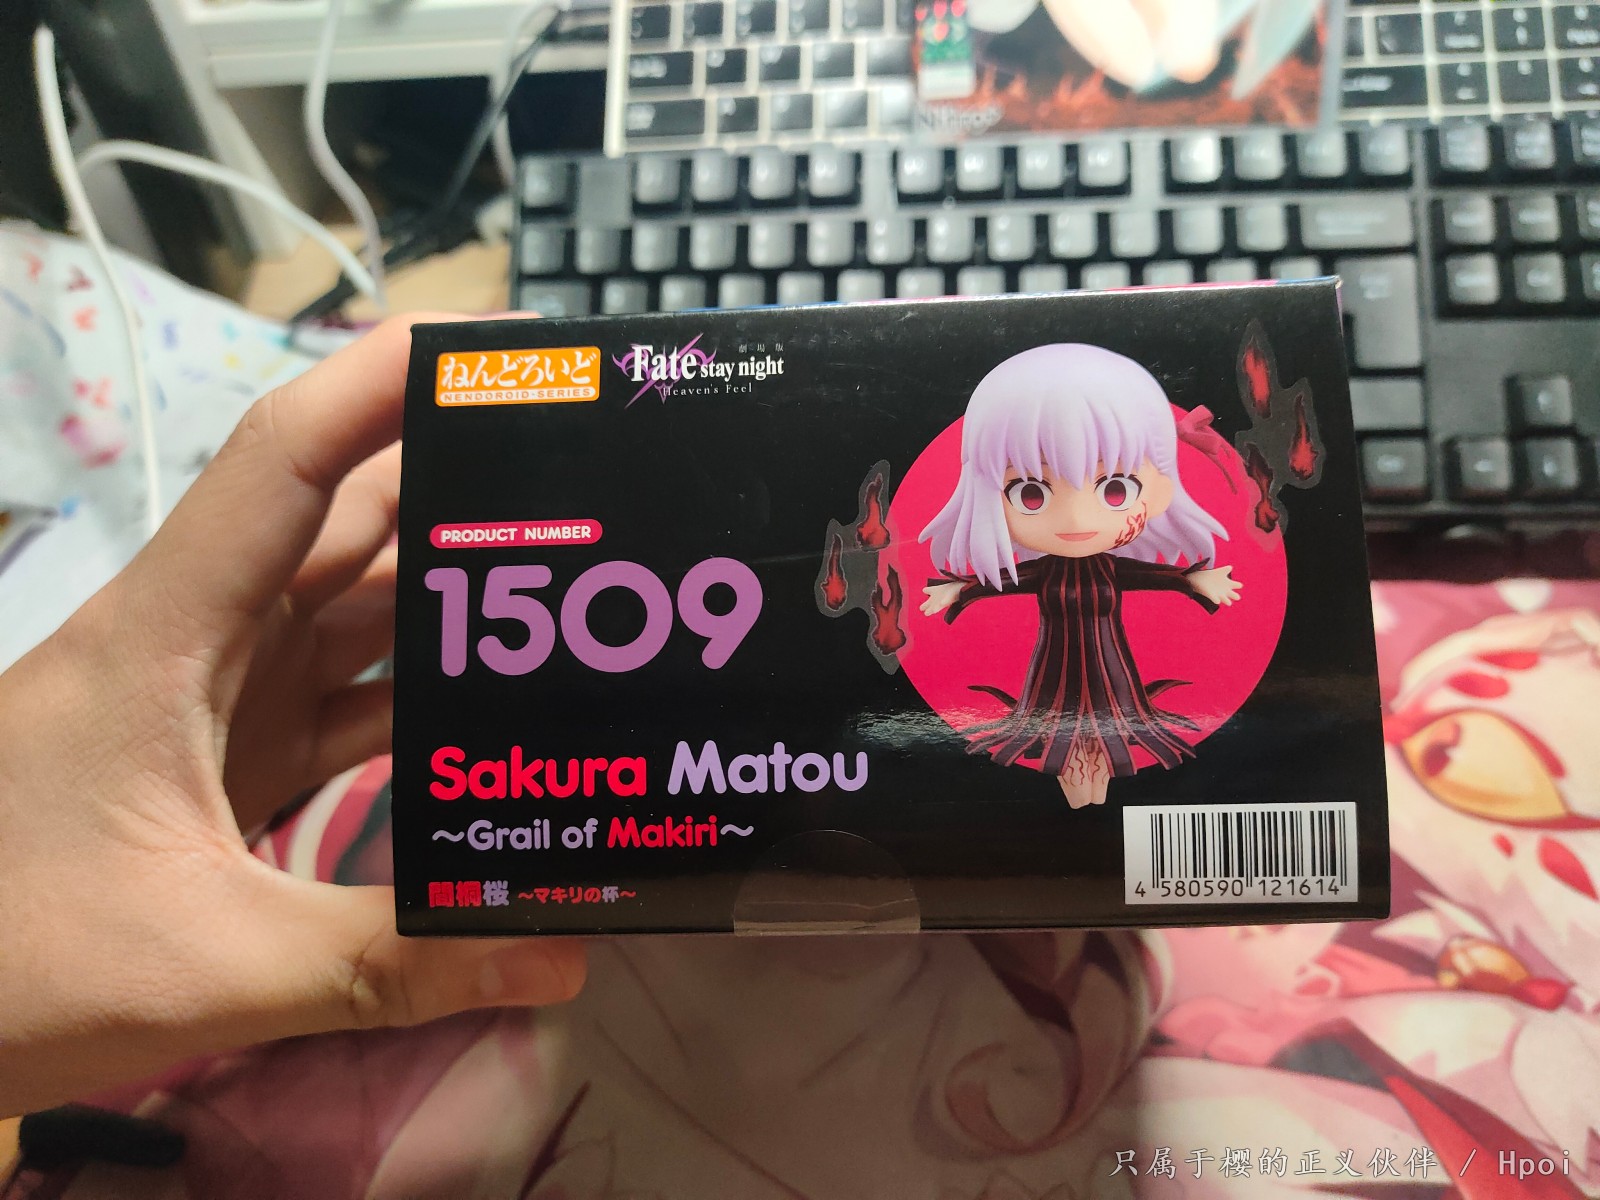 ねんどろいど
NENDOROID·SERIES
劇場版
Fate stay night
Heaven's Feel
PRODUCT NUMBER
1509
Sakura Matou
～Grail of Makiri～
間桐桜 ～マキリの杯～
4 580590 121614
只属于樱的正义伙伴 / Hpoi